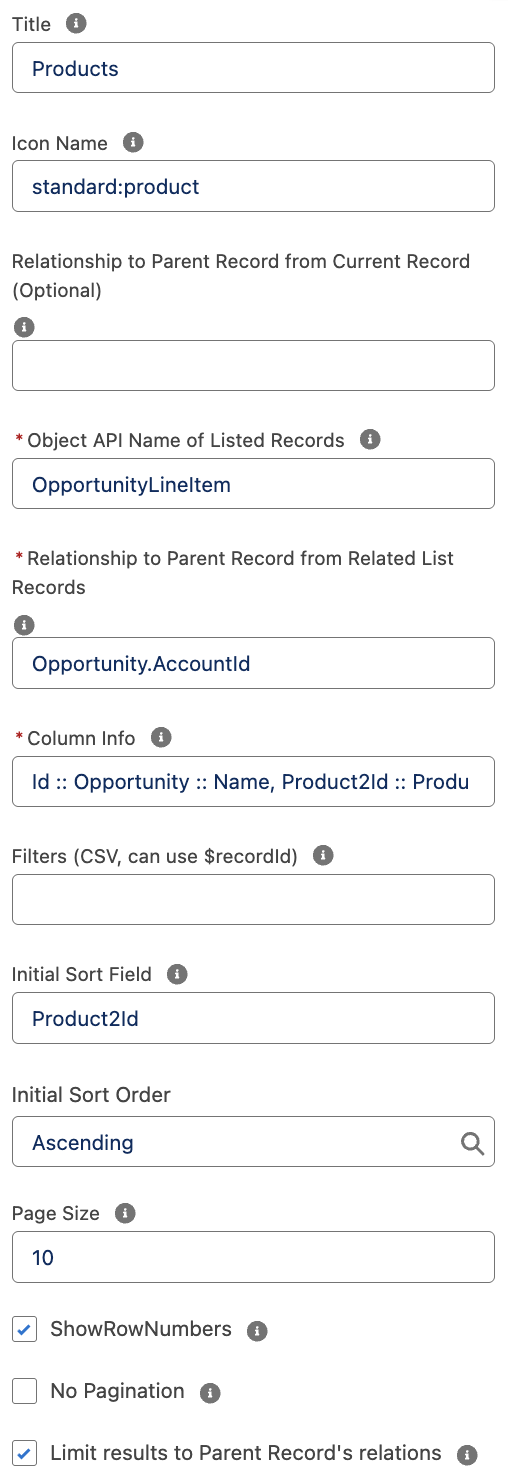 Title
Products
Icon Name
standard:product
Relationship to Parent Record from Current Record
(Optional)
* Object API Name of Listed Records
OpportunityLineItem
* Relationship to Parent Record from Related List
Records
Opportunity.AccountId
* Column Info
Id :: Opportunity :: Name, Product2Id :: Produ
Filters (CSV, can use $recordId)
Initial Sort Field
Product2Id
Initial Sort Order
Ascending
Page Size
10
ShowRowNumbers
No Pagination
Limit results to Parent Record's relations